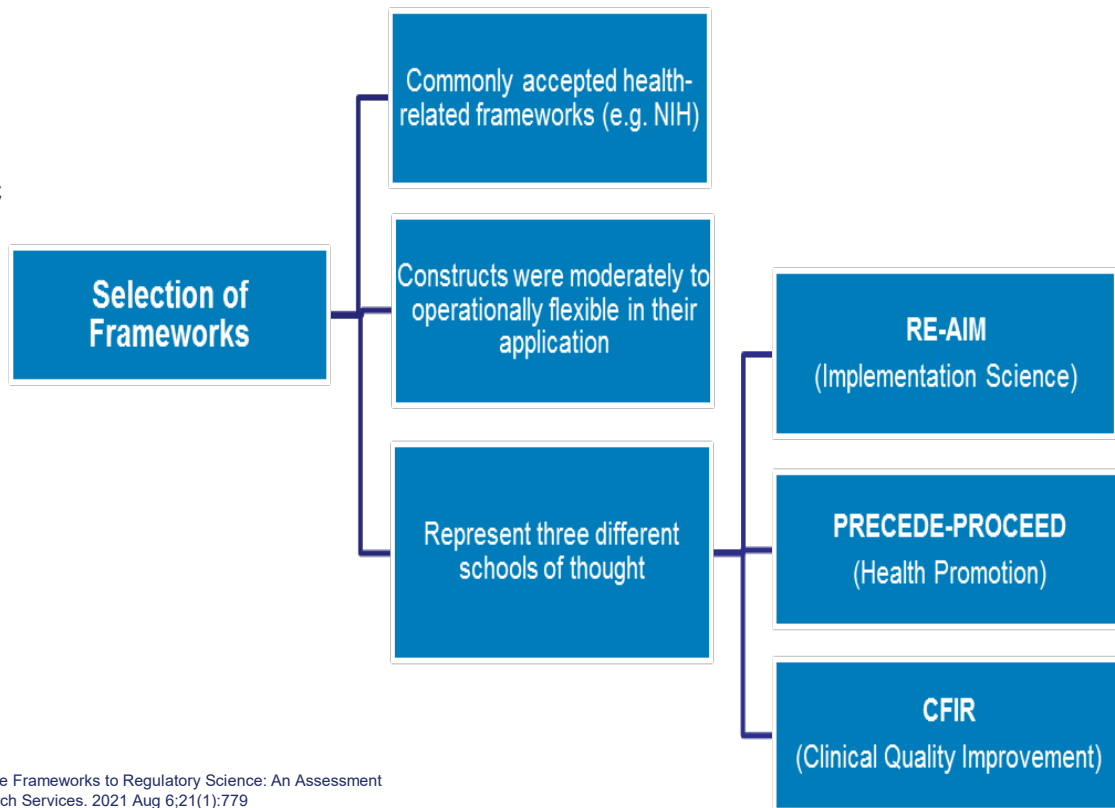 Commonly accepted health-
related frameworks (e.g. NIH)
Selection of
Frameworks
Constructs were moderately to
operationally flexible in their
application
Represent three different
schools of thought
RE-AIM
(Implementation Science)
PRECEDE-PROCEED
(Health Promotion)
CFIR
(Clinical Quality Improvement)
e Frameworks to Regulatory Science: An Assessment
rch Services. 2021 Aug 6;21(1):779